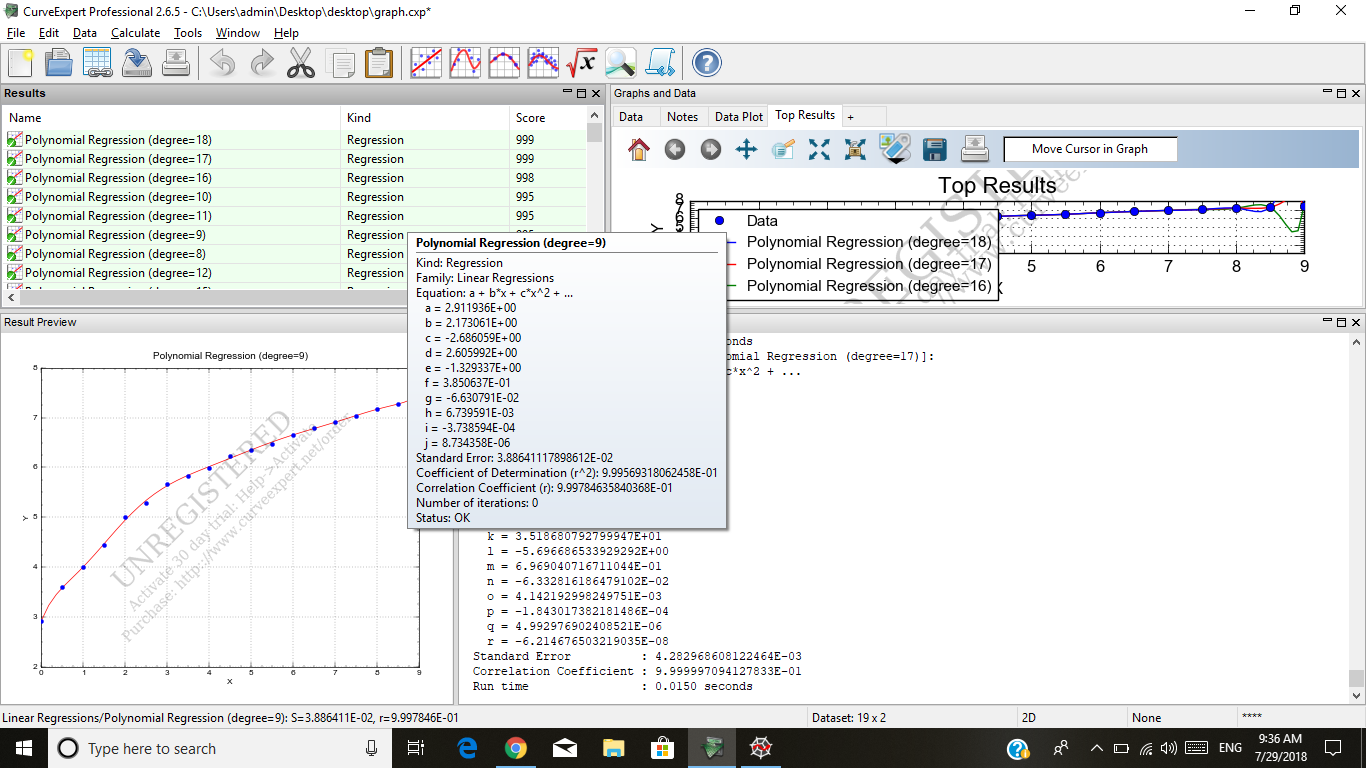 CurveExpert Professional 2.6.5 - C:\Users\admin\Desktop\desktop\graph.cxp*
File Edit Data Calculate Tools Window Help
Results
Name Kind Score
Polynomial Regression (degree=18) Regression 999
Polynomial Regression (degree=17) Regression 999
Polynomial Regression (degree=16) Regression 998
Polynomial Regression (degree=10) Regression 995
Polynomial Regression (degree=11) Regression 995
Polynomial Regression (degree=9) Regression
Polynomial Regression (degree=8) Regression
Polynomial Regression (degree=12) Regression
Graphs and Data
Data Notes Data Plot Top Results +
Move Cursor in Graph
Top Results
Data
Polynomial Regression (degree=18)
Polynomial Regression (degree=17)
Polynomial Regression (degree=16)
Y
8
7
6
5
5 6 7 8 9
Polynomial Regression (degree=9)
Kind: Regression
Family: Linear Regressions
Equation: a + b*x + c*x^2 + ...
a = 2.911936E+00
b = 2.173061E+00
c = -2.686059E+00
d = 2.605992E+00
e = -1.329337E+00
f = 3.850637E-01
g = -6.630791E-02
h = 6.739591E-03
i = -3.738594E-04
j = 8.734358E-06
Standard Error: 3.88641117898612E-02
Coefficient of Determination (r^2): 9.99569318062458E-01
Correlation Coefficient (r): 9.99784635840368E-01
Number of iterations: 0
Status: OK
Result Preview
Polynomial Regression (degree=9)
8
7
6
5
4
3
2
Y
0 1 2 3 4 5 6 7 8 9
X
UNREGISTERED
Activate 30 day trial: Help->Activate
Purchase: http://www.curveexpert.net/order
onds
omial Regression (degree=17)]:
c*x^2 + ...
k = 3.518680792799947E+01
l = -5.696686533929292E+00
m = 6.969040716711044E-01
n = -6.332816186479102E-02
o = 4.142192998249751E-03
p = -1.843017382181486E-04
q = 4.992976902408521E-06
r = -6.214676503219035E-08
Standard Error : 4.282968608122464E-03
Correlation Coefficient : 9.999997094127833E-01
Run time : 0.0150 seconds
Linear Regressions/Polynomial Regression (degree=9): S=3.886411E-02, r=9.997846E-01
Dataset: 19 x 2 2D None ****
Type here to search
ENG
9:36 AM
7/29/2018